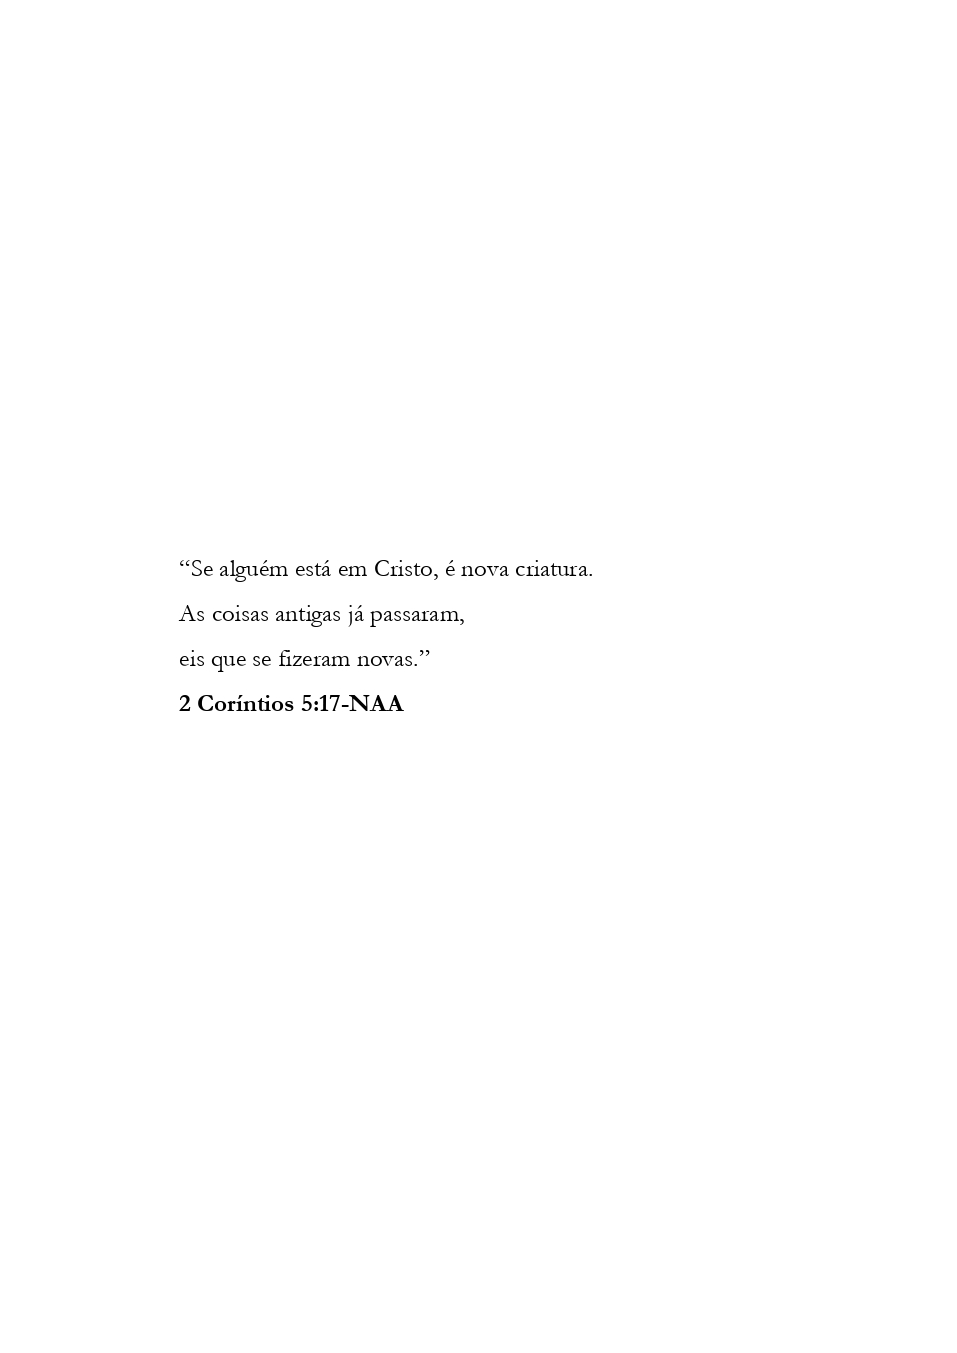 “Se alguém está em Cristo, é nova criatura.
As coisas antigas já passaram,
eis que se fizeram novas.”
2 Coríntios 5:17-NAA